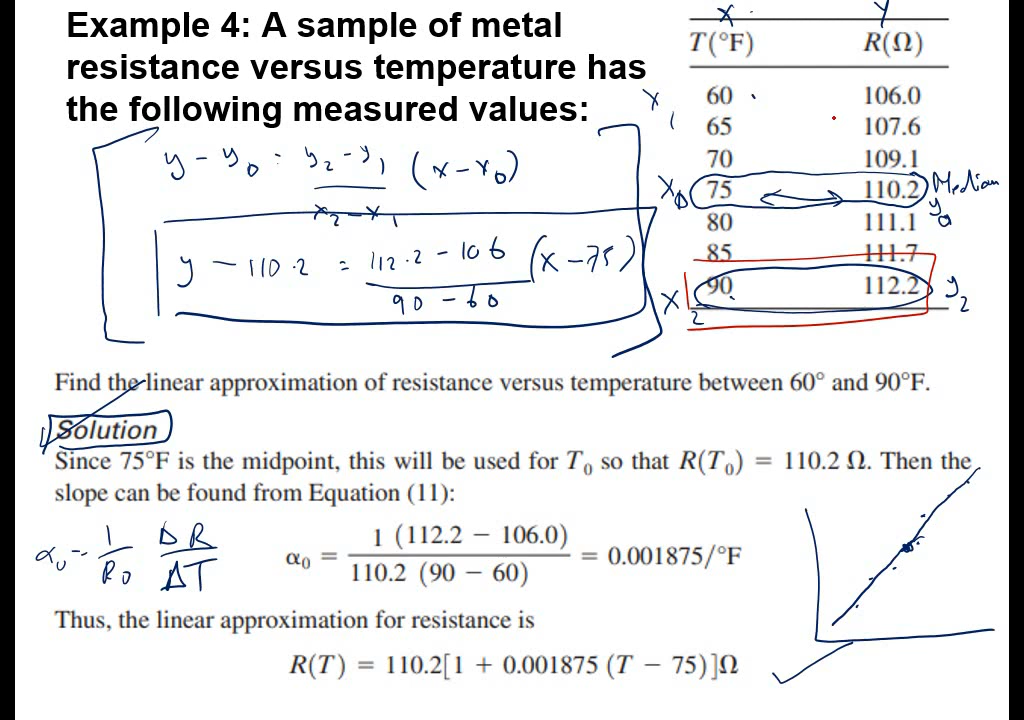 Example 4: A sample of metal
resistance versus temperature has
the following measured values:
x y
T(°F) R(Ω)
x₁ 60 106.0
65 107.6
70 109.1
x₀ 75 110.2 Median y₀
80 111.1
85 111.7
x₂ 90 112.2 y₂
y - y₀ = y₂ - y₁ / x₂ - x₁ (x - x₀)
y - 110.2 = 112.2 - 106 / 90 - 60 (x - 75)
Find the linear approximation of resistance versus temperature between 60° and 90°F.
Solution
Since 75°F is the midpoint, this will be used for T₀ so that R(T₀) = 110.2 Ω. Then the
slope can be found from Equation (11):
α₀ = 1/R₀ ΔR/ΔT
α₀ = 1 (112.2 − 106.0) / 110.2 (90 − 60) = 0.001875/°F
Thus, the linear approximation for resistance is
R(T) = 110.2[1 + 0.001875 (T − 75)]Ω